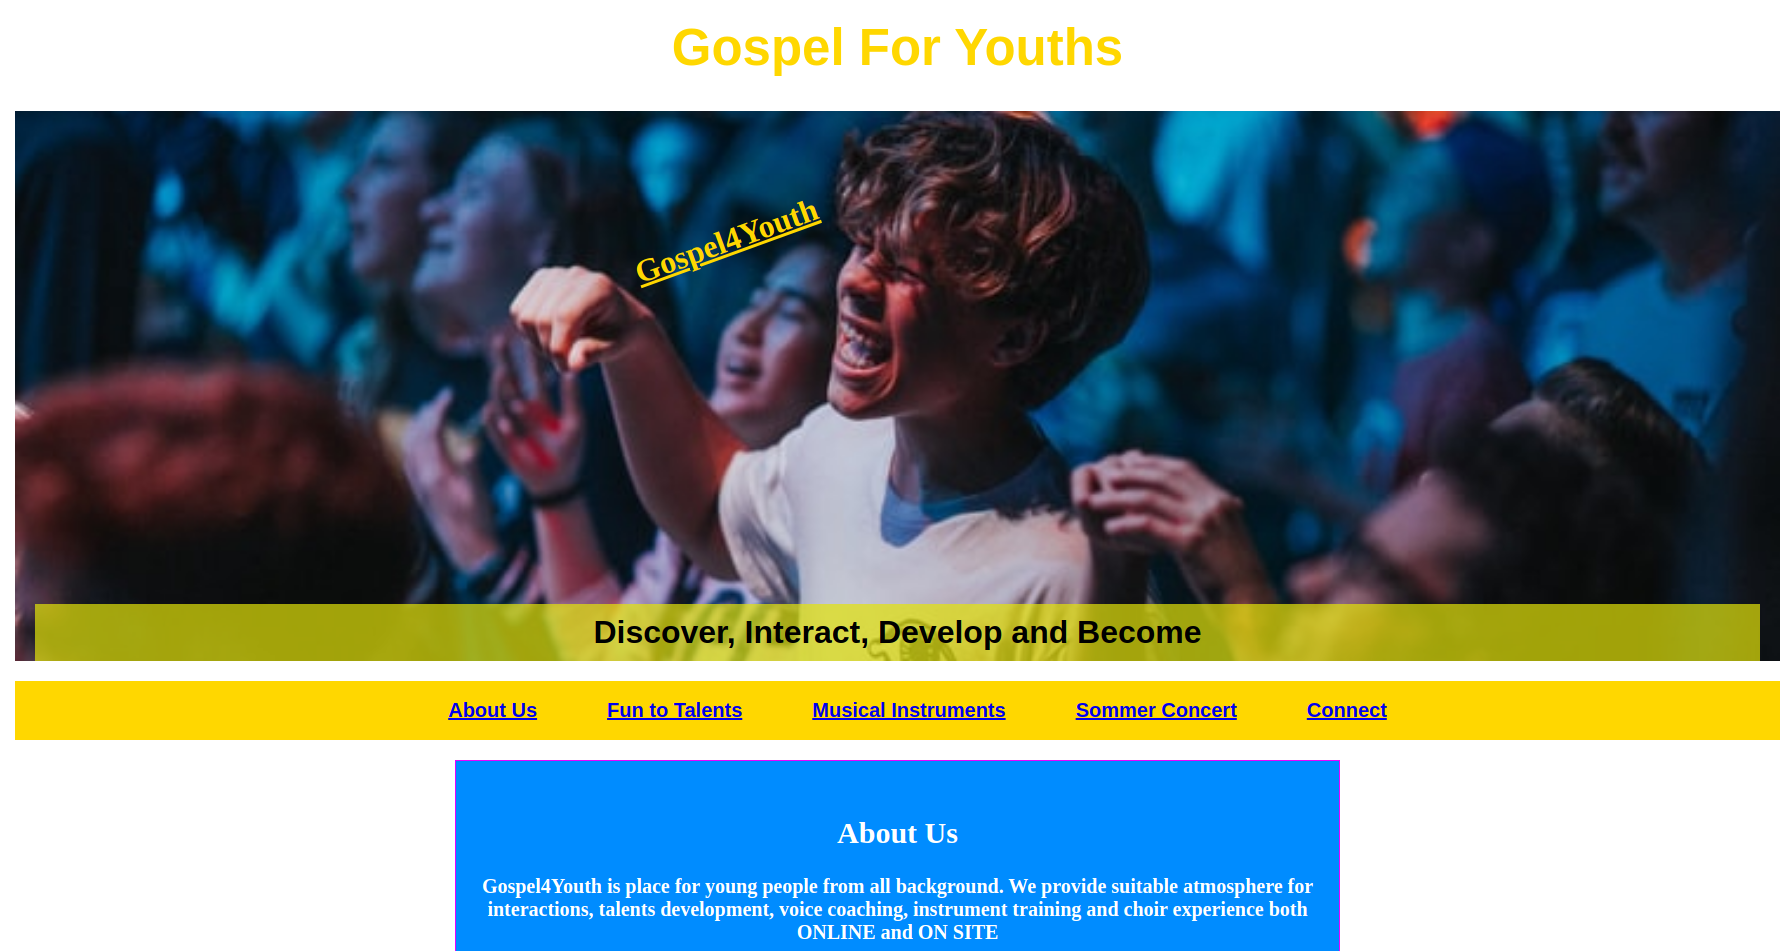 Gospel For Youths
Gospel4Youth
Discover, Interact, Develop and Become
About Us Fun to Talents Musical Instruments Sommer Concert Connect
About Us
Gospel4Youth is place for young people from all background. We provide suitable atmosphere for
interactions, talents development, voice coaching, instrument training and choir experience both
ONLINE and ON SITE